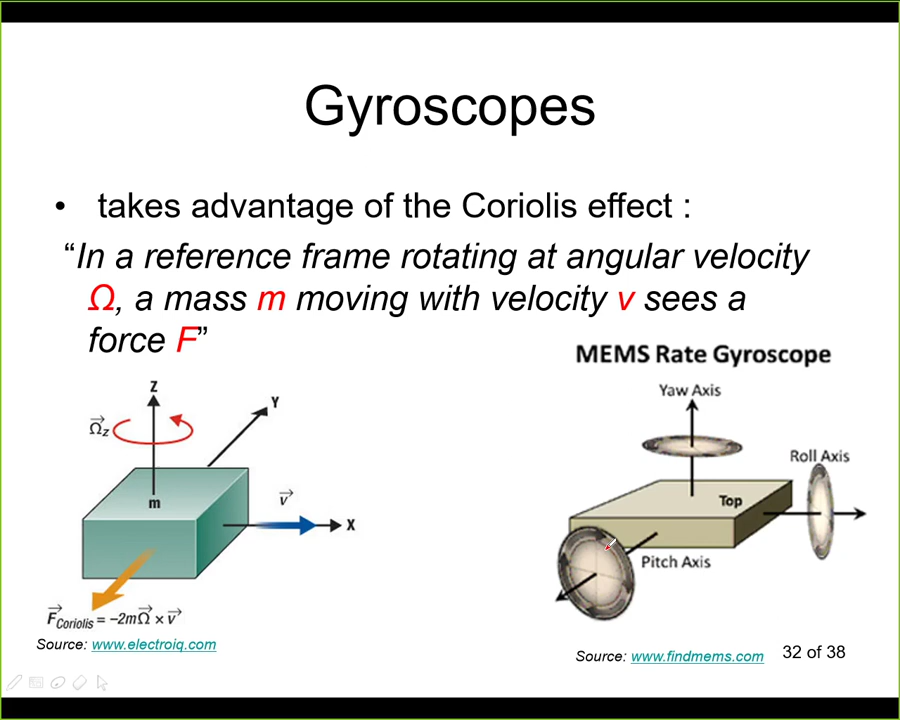 Gyroscopes
• takes advantage of the Coriolis effect :
“In a reference frame rotating at angular velocity
Ω, a mass m moving with velocity v sees a
force F”
Z
Y
Ω⃗z
m
v⃗
X
F⃗Coriolis = −2mΩ⃗ × v⃗
Source: www.electroiq.com
MEMS Rate Gyroscope
Yaw Axis
Roll Axis
Top
Pitch Axis
Source: www.findmems.com
32 of 38